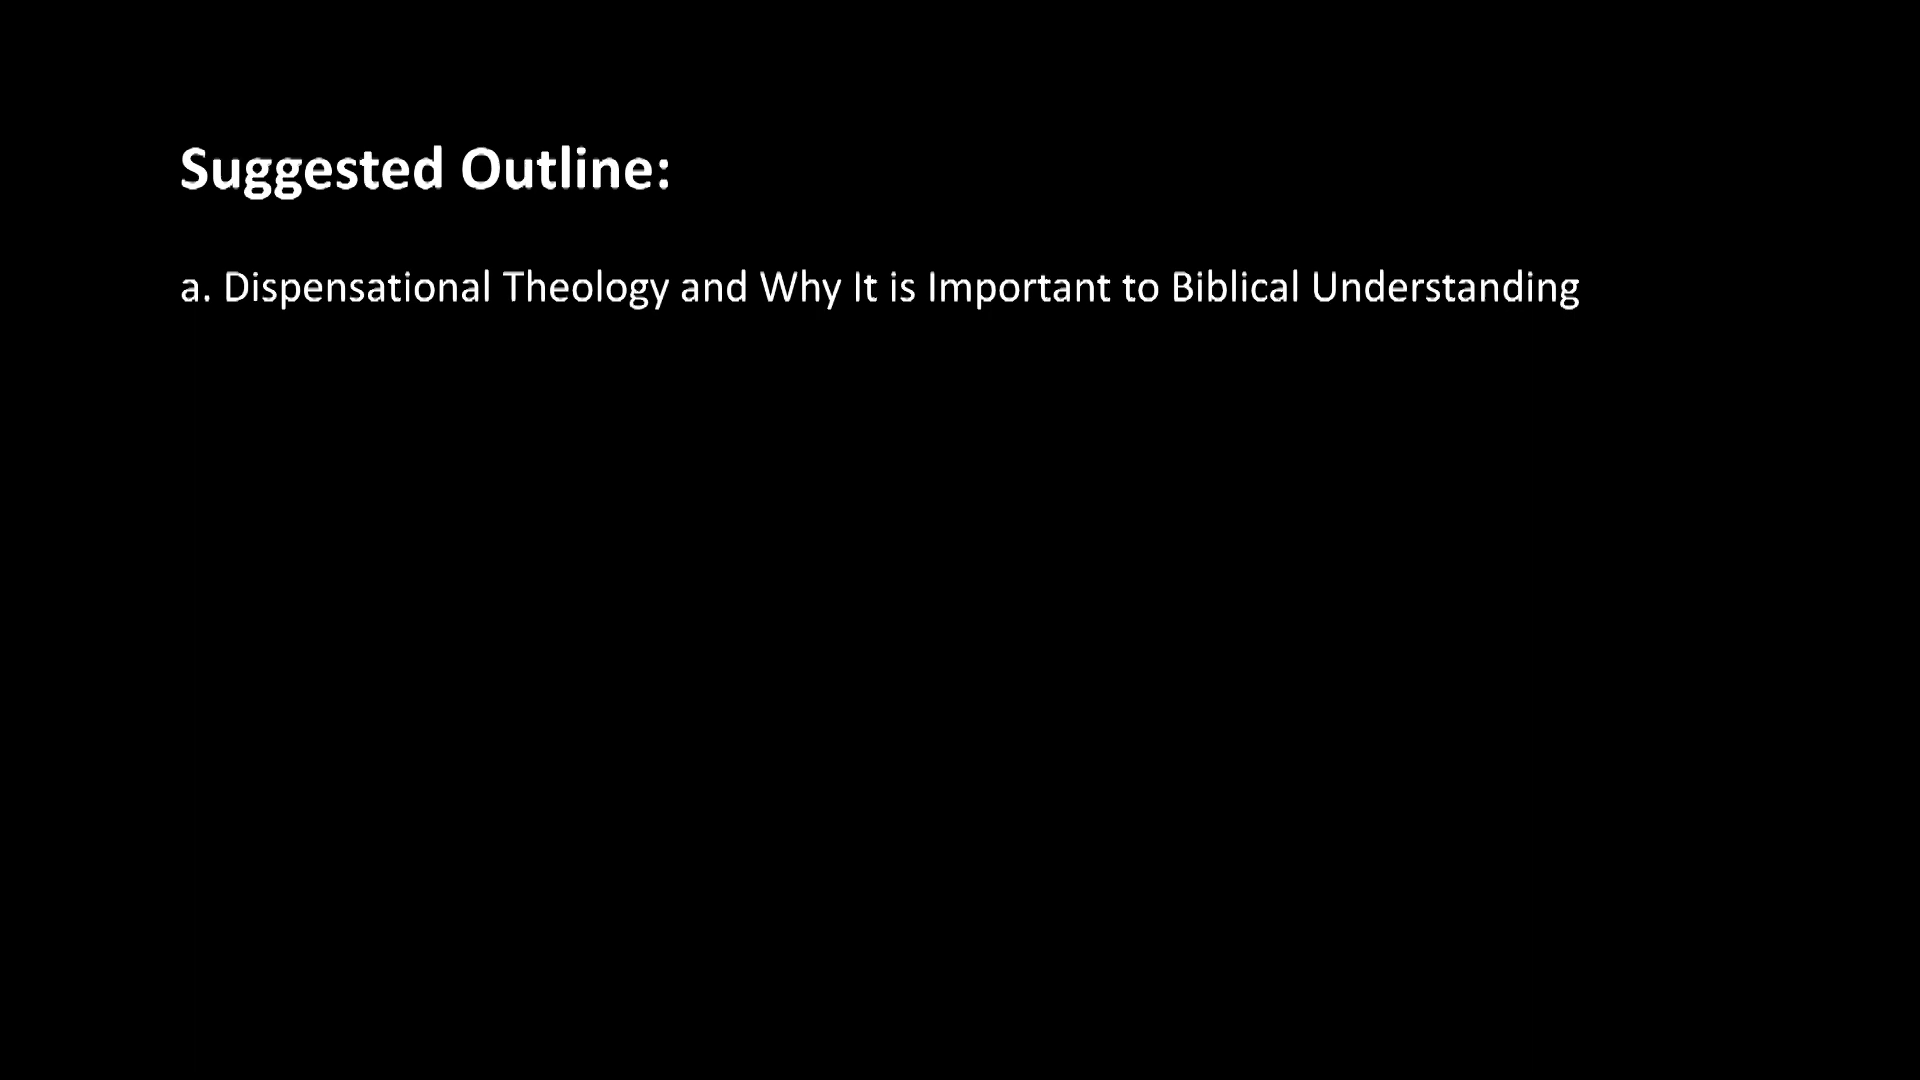 Suggested Outline:
a. Dispensational Theology and Why It is Important to Biblical Understanding